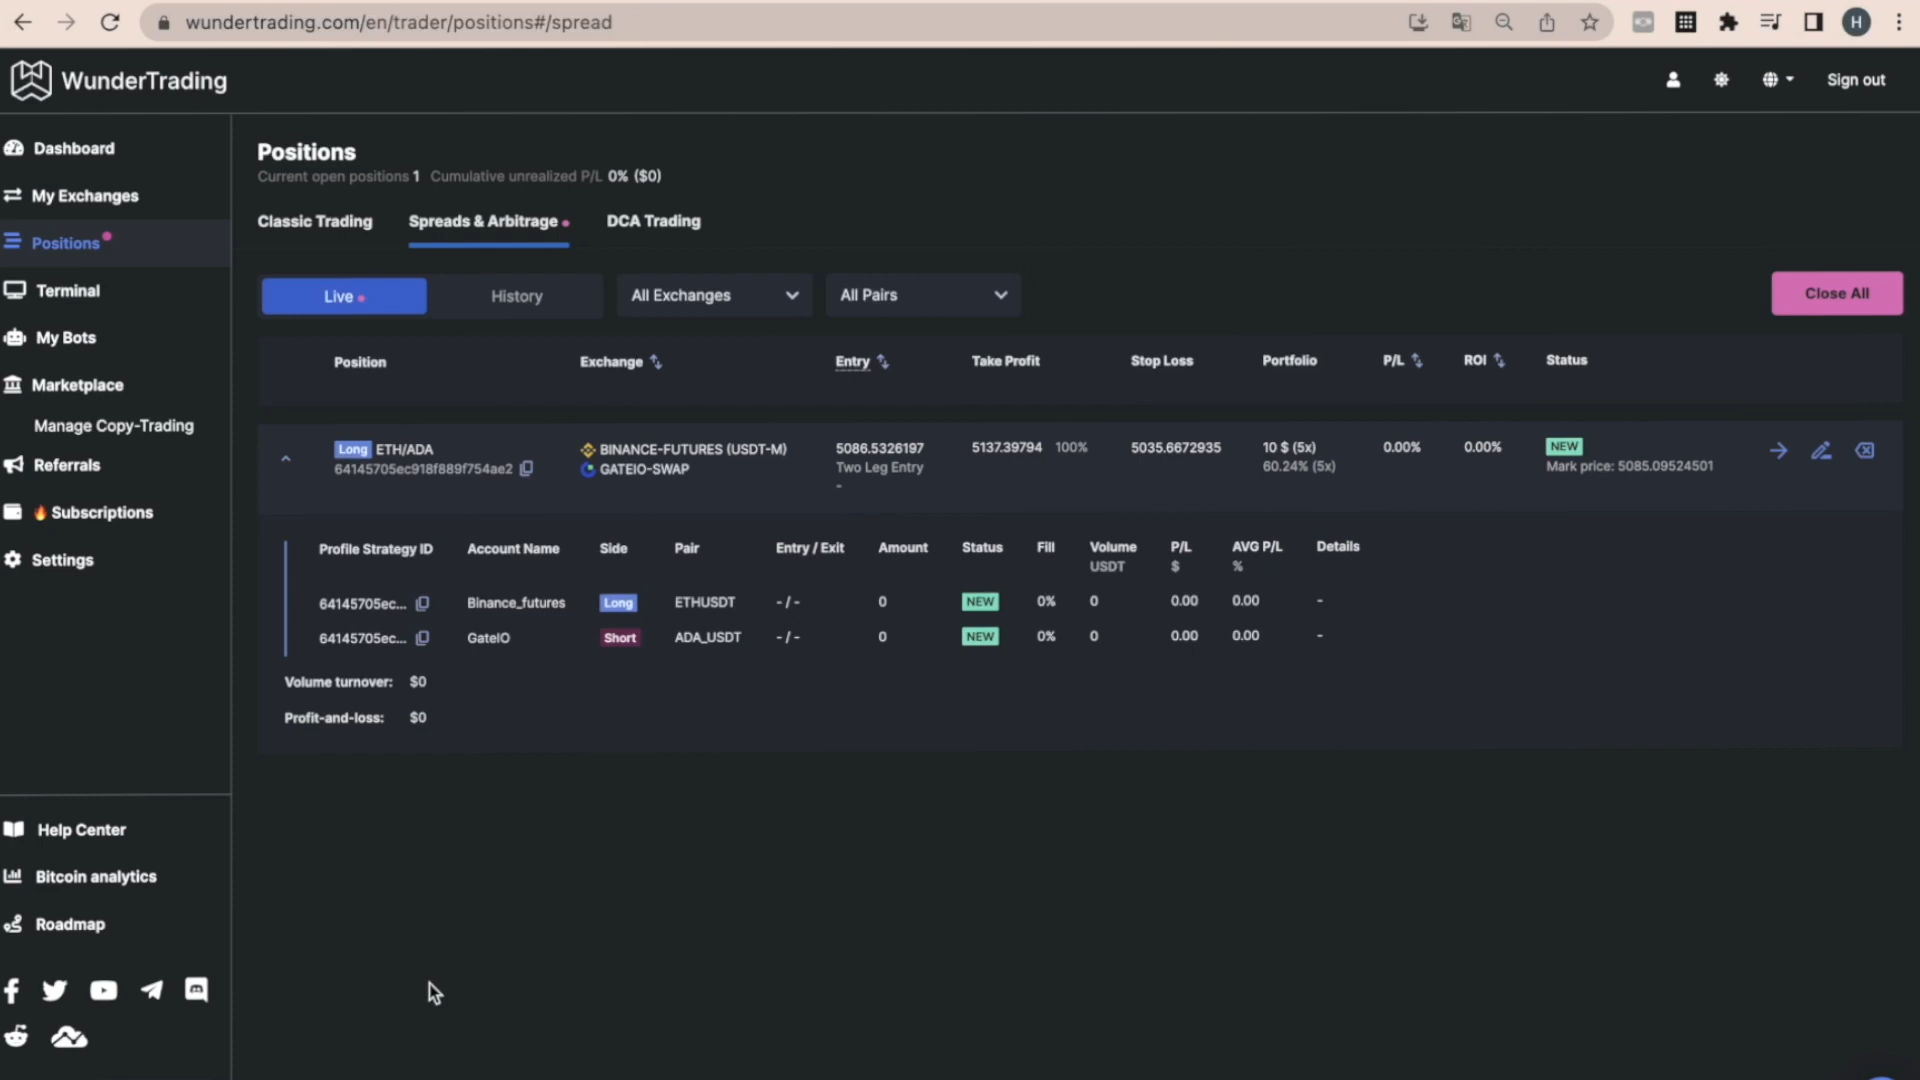 wundertrading.com/en/trader/positions#/spread
H
WunderTrading
Sign out
Dashboard
My Exchanges
Positions
Terminal
My Bots
Marketplace
Manage Copy-Trading
Referrals
🔥 Subscriptions
Settings
Help Center
Bitcoin analytics
Roadmap
Positions
Current open positions 1 Cumulative unrealized P/L 0% ($0)
Classic Trading Spreads & Arbitrage DCA Trading
Live History All Exchanges All Pairs Close All
Position Exchange Entry Take Profit Stop Loss Portfolio P/L ROI Status
Long ETH/ADA BINANCE-FUTURES (USDT-M) 5086.5326197 5137.39794 100% 5035.6672935 10 $ (5x) 0.00% 0.00% NEW
64145705ec918f889f754ae2 GATEIO-SWAP Two Leg Entry 60.24% (5x) Mark price: 5085.09524501
-
Profile Strategy ID Account Name Side Pair Entry / Exit Amount Status Fill Volume P/L AVG P/L Details
USDT $ %
64145705ec... Binance_futures Long ETHUSDT - / - 0 NEW 0% 0 0.00 0.00 -
64145705ec... GateIO Short ADA_USDT - / - 0 NEW 0% 0 0.00 0.00 -
Volume turnover: $0
Profit-and-loss: $0